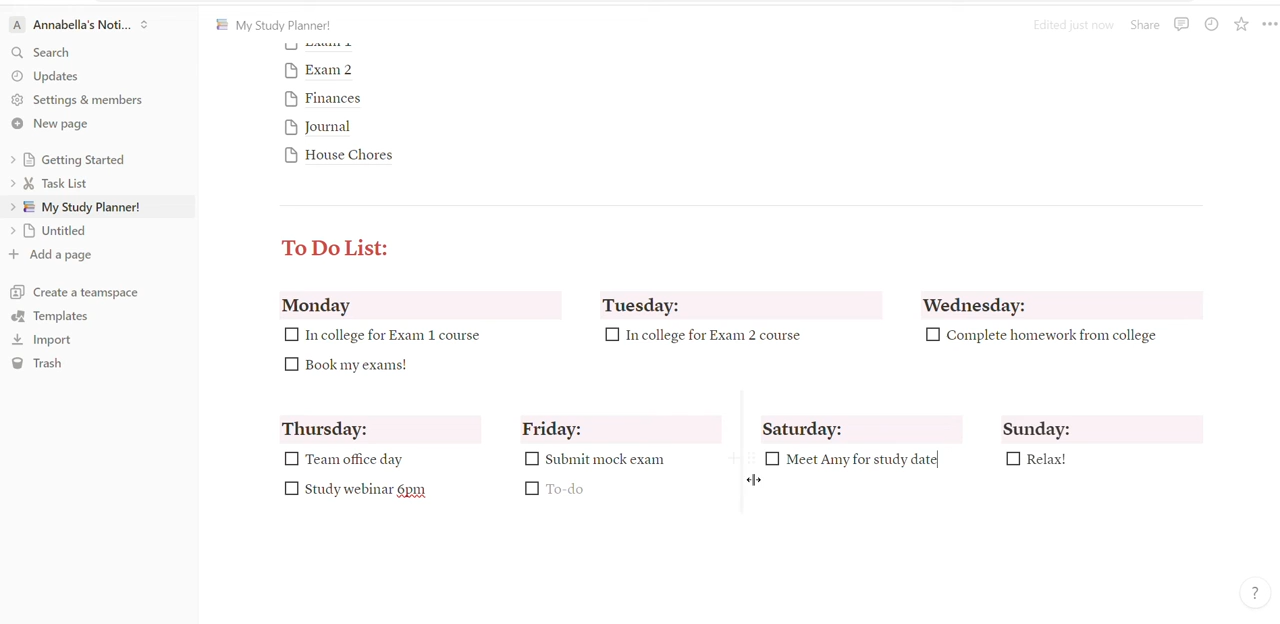 A Annabella's Noti...
Search
Updates
Settings & members
New page
Getting Started
Task List
My Study Planner!
Untitled
Add a page
Create a teamspace
Templates
Import
Trash
My Study Planner!
Edited just now Share
Exam 1
Exam 2
Finances
Journal
House Chores
To Do List:
Monday
In college for Exam 1 course
Book my exams!
Tuesday:
In college for Exam 2 course
Wednesday:
Complete homework from college
Thursday:
Team office day
Study webinar 6pm
Friday:
Submit mock exam
To-do
Saturday:
Meet Amy for study date
Sunday:
Relax!
?